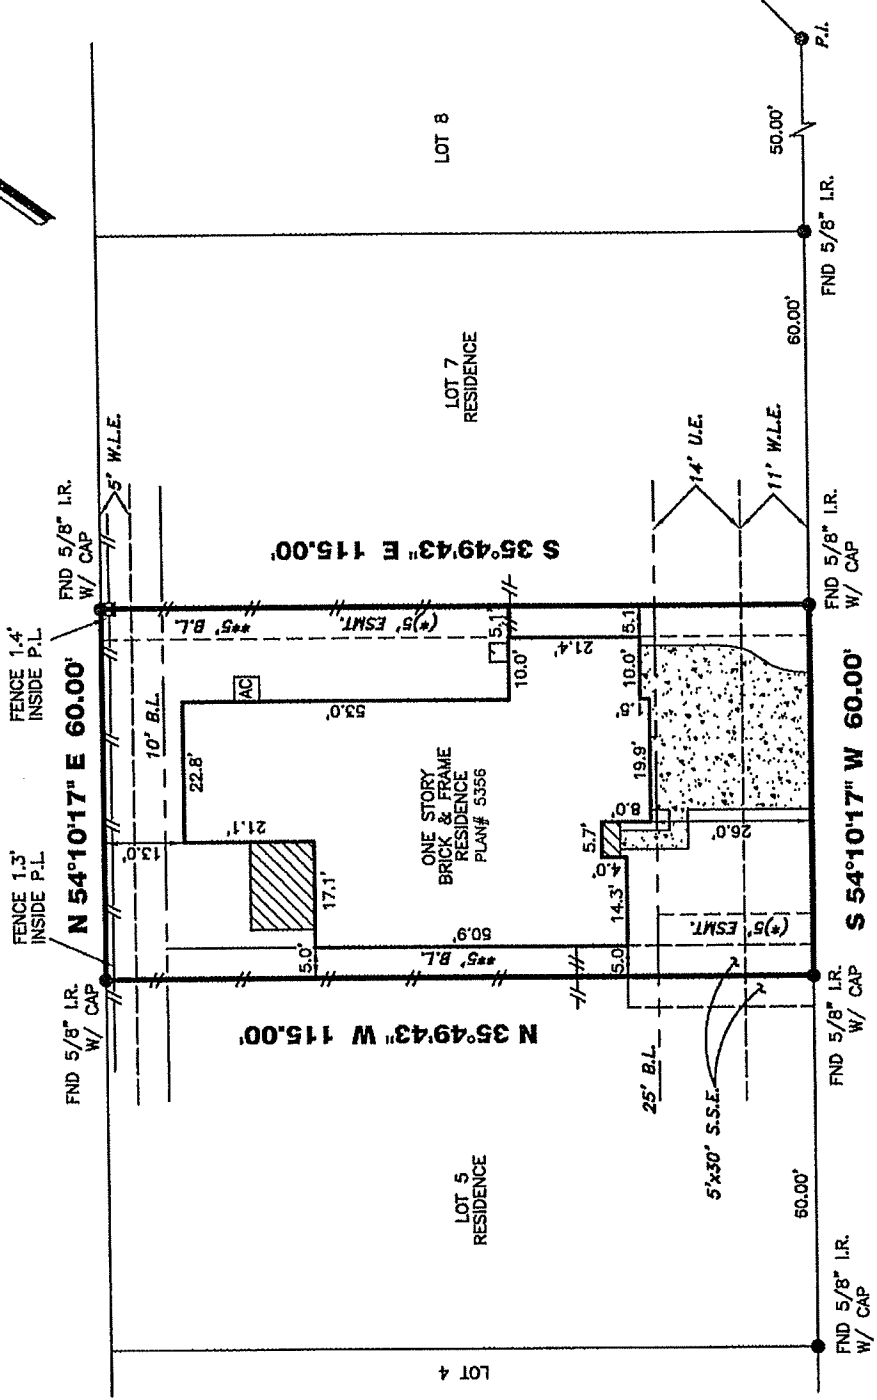 P.I.
50.00'
LOT 8
FND 5/8" I.R.
60.00'
LOT 7
RESIDENCE
5' W.L.E.
14' U.E.
11' W.L.E.
FND 5/8" I.R.
W/ CAP
FND 5/8" I.R.
W/ CAP
S 35°49'43" E 115.00'
FENCE 1.4'
INSIDE P.L.
N 54°10'17" E 60.00'
10' B.L.
**5' B.L.
(*)5' ESMT.
5.1'
5.1
AC
10.0'
21.4'
10.0'
53.0'
1.5'
22.8'
19.9'
21.1'
8.0'
13.0'
26.0'
5.7'
4.0'
ONE STORY
BRICK & FRAME
RESIDENCE
PLAN# 5356
17.1'
14.3'
50.9'
(*)5' ESMT.
5.0'
**5' B.L.
5.0
S 54°10'17" W 60.00'
FENCE 1.3'
INSIDE P.L.
FND 5/8" I.R.
W/ CAP
N 35°49'43" W 115.00'
FND 5/8" I.R.
W/ CAP
25' B.L.
5'x30' S.S.E.
LOT 5
RESIDENCE
60.00'
FND 5/8" I.R.
W/ CAP
LOT 4